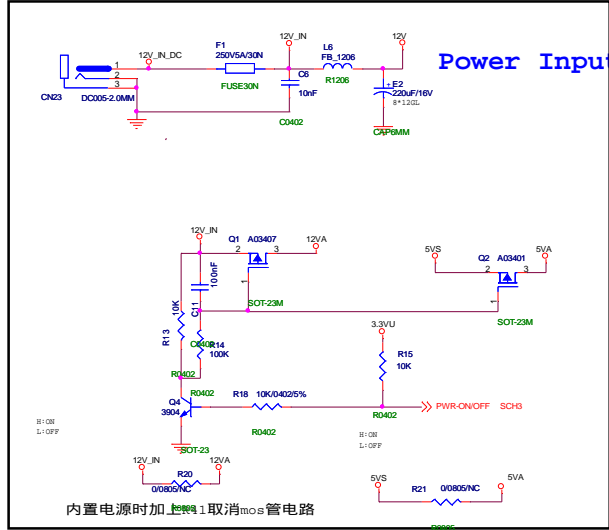 Power Input
12V_IN_DC
F1
250V5A/30N
FUSE30N
12V_IN
L6
FB_1206
R1206
12V
C6
10nF
C0402
E2
220uF/16V
8*12GL
CAP6MM
1
2
3
CN23
DC005-2.0MM
12V_IN
Q1
A03407
12VA
2
3
1
SOT-23M
100nF
C11
C0402
R13
10K
R14
100K
R0402
R0402
5VS
Q2
A03401
5VA
2
3
1
SOT-23M
3.3VU
R15
10K
R0402
Q4
3904
SOT-23
R18
10K/0402/5%
R0402
PWR-ON/OFF
SCH3
H:ON
L:OFF
H:ON
L:OFF
12V_IN
12VA
R20
0/0805/NC
5VS
5VA
R21
0/0805/NC
R0805
内置电源时加上R41取消mos管电路